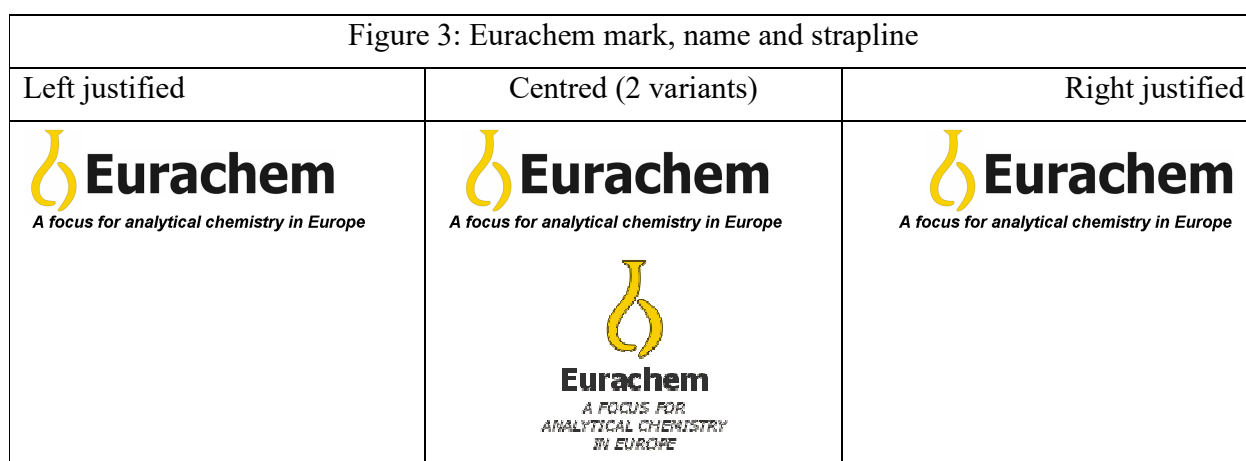 Figure 3: Eurachem mark, name and strapline
Left justified
Centred (2 variants)
Right justified
Eurachem
A focus for analytical chemistry in Europe
Eurachem
A focus for analytical chemistry in Europe
Eurachem
A FOCUS FOR
ANALYTICAL CHEMISTRY
IN EUROPE
Eurachem
A focus for analytical chemistry in Europe